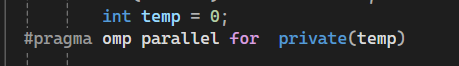 int temp = 0;
#pragma omp parallel for  private(temp)